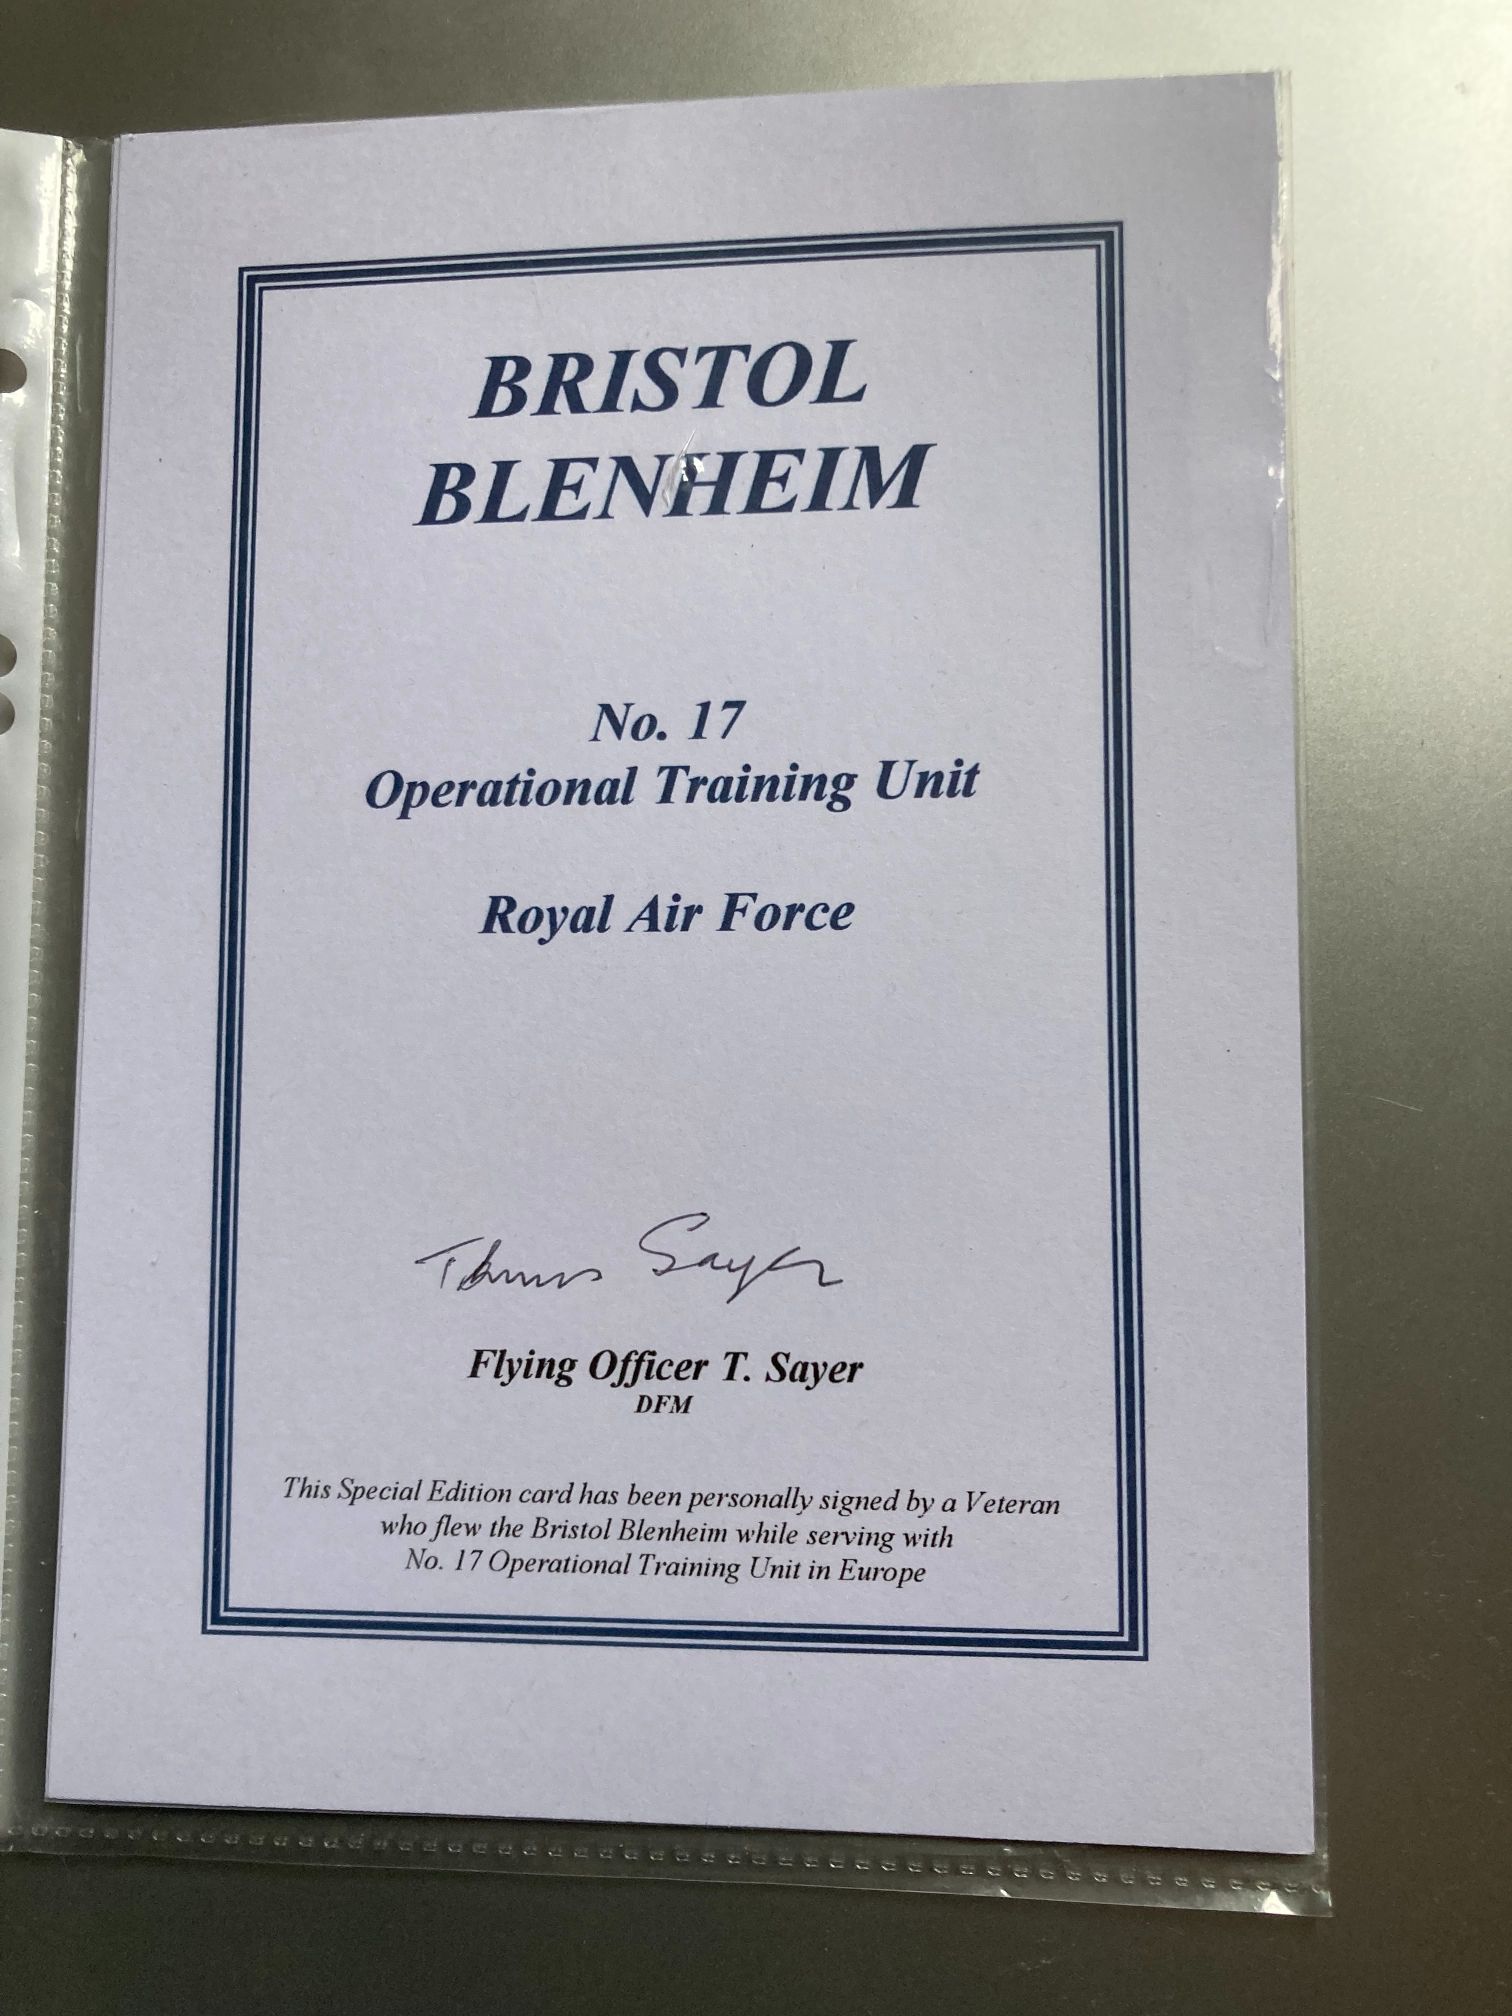 BRISTOL
BLENHEIM
No. 17
Operational Training Unit
Royal Air Force
Thomas Sayer
Flying Officer T. Sayer
DFM
This Special Edition card has been personally signed by a Veteran
who flew the Bristol Blenheim while serving with
No. 17 Operational Training Unit in Europe